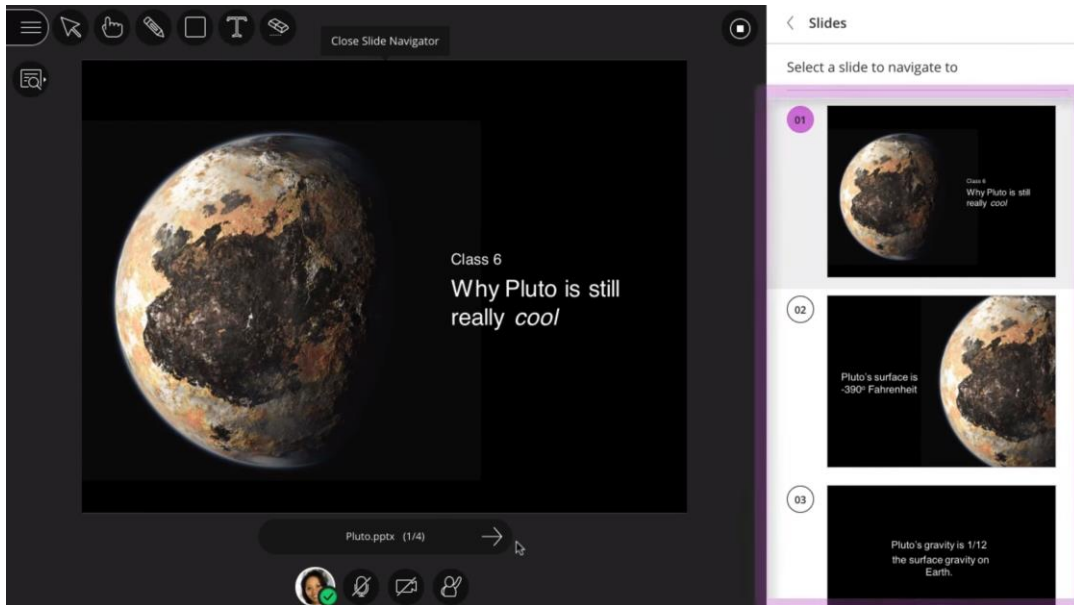 Close Slide Navigator
Class 6
Why Pluto is still
really cool
Pluto.pptx (1/4)
Slides
Select a slide to navigate to
01
Class 6
Why Pluto is still
really cool
02
Pluto's surface is
-390º Fahrenheit
03
Pluto's gravity is 1/12
the surface gravity on
Earth.